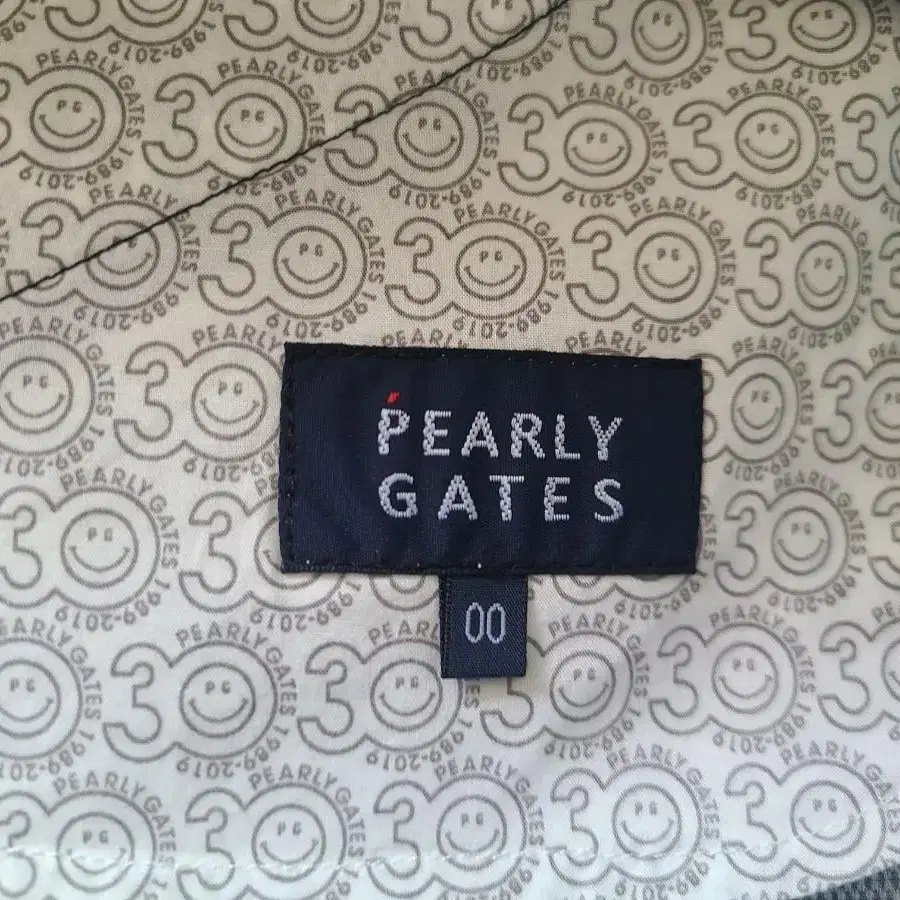 PEARLY
GATES
00
30
PEARLY GATES 1989-2019
PG